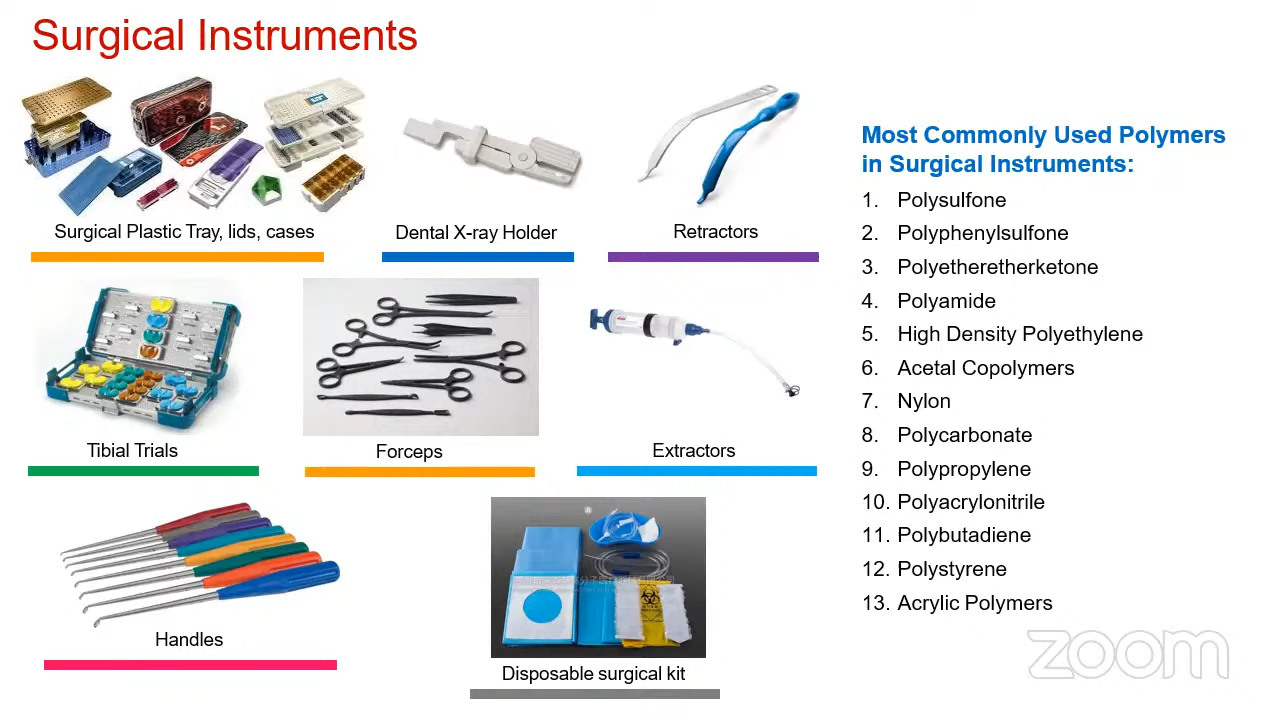 Surgical Instruments
Surgical Plastic Tray, lids, cases
Dental X-ray Holder
Retractors
Tibial Trials
Forceps
Extractors
Handles
Disposable surgical kit
Most Commonly Used Polymers
in Surgical Instruments:
1. Polysulfone
2. Polyphenylsulfone
3. Polyetheretherketone
4. Polyamide
5. High Density Polyethylene
6. Acetal Copolymers
7. Nylon
8. Polycarbonate
9. Polypropylene
10. Polyacrylonitrile
11. Polybutadiene
12. Polystyrene
13. Acrylic Polymers
zoom